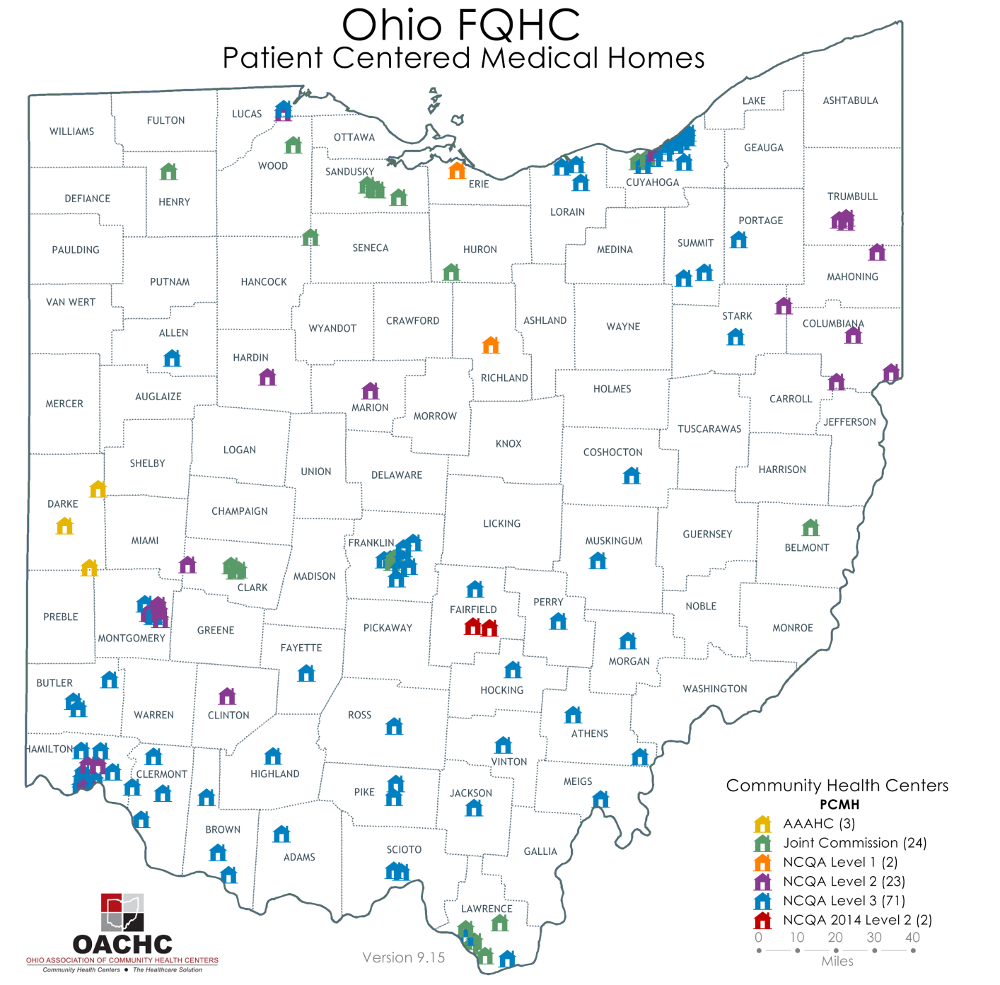 Ohio FQHC
Patient Centered Medical Homes
WILLIAMS
FULTON
LUCAS
OTTAWA
LAKE
ASHTABULA
GEAUGA
WOOD
SANDUSKY
ERIE
CUYAHOGA
DEFIANCE
HENRY
LORAIN
TRUMBULL
PORTAGE
PAULDING
SENECA
HURON
MEDINA
SUMMIT
PUTNAM
HANCOCK
MAHONING
VAN WERT
ALLEN
WYANDOT
CRAWFORD
ASHLAND
WAYNE
STARK
COLUMBIANA
HARDIN
RICHLAND
MERCER
AUGLAIZE
MARION
MORROW
HOLMES
CARROLL
JEFFERSON
TUSCARAWAS
LOGAN
KNOX
COSHOCTON
SHELBY
UNION
DELAWARE
HARRISON
DARKE
CHAMPAIGN
LICKING
MIAMI
FRANKLIN
MUSKINGUM
GUERNSEY
BELMONT
CLARK
MADISON
PREBLE
FAIRFIELD
PERRY
NOBLE
MONROE
MONTGOMERY
GREENE
PICKAWAY
FAYETTE
MORGAN
BUTLER
HOCKING
WASHINGTON
WARREN
CLINTON
ROSS
ATHENS
HAMILTON
CLERMONT
HIGHLAND
VINTON
MEIGS
PIKE
JACKSON
BROWN
ADAMS
SCIOTO
GALLIA
LAWRENCE
Community Health Centers
PCMH
AAAHC (3)
Joint Commission (24)
NCQA Level 1 (2)
NCQA Level 2 (23)
NCQA Level 3 (71)
NCQA 2014 Level 2 (2)
0 10 20 30 40
Miles
OACHC
OHIO ASSOCIATION OF COMMUNITY HEALTH CENTERS
Community Health Centers • The Healthcare Solution
Version 9.15